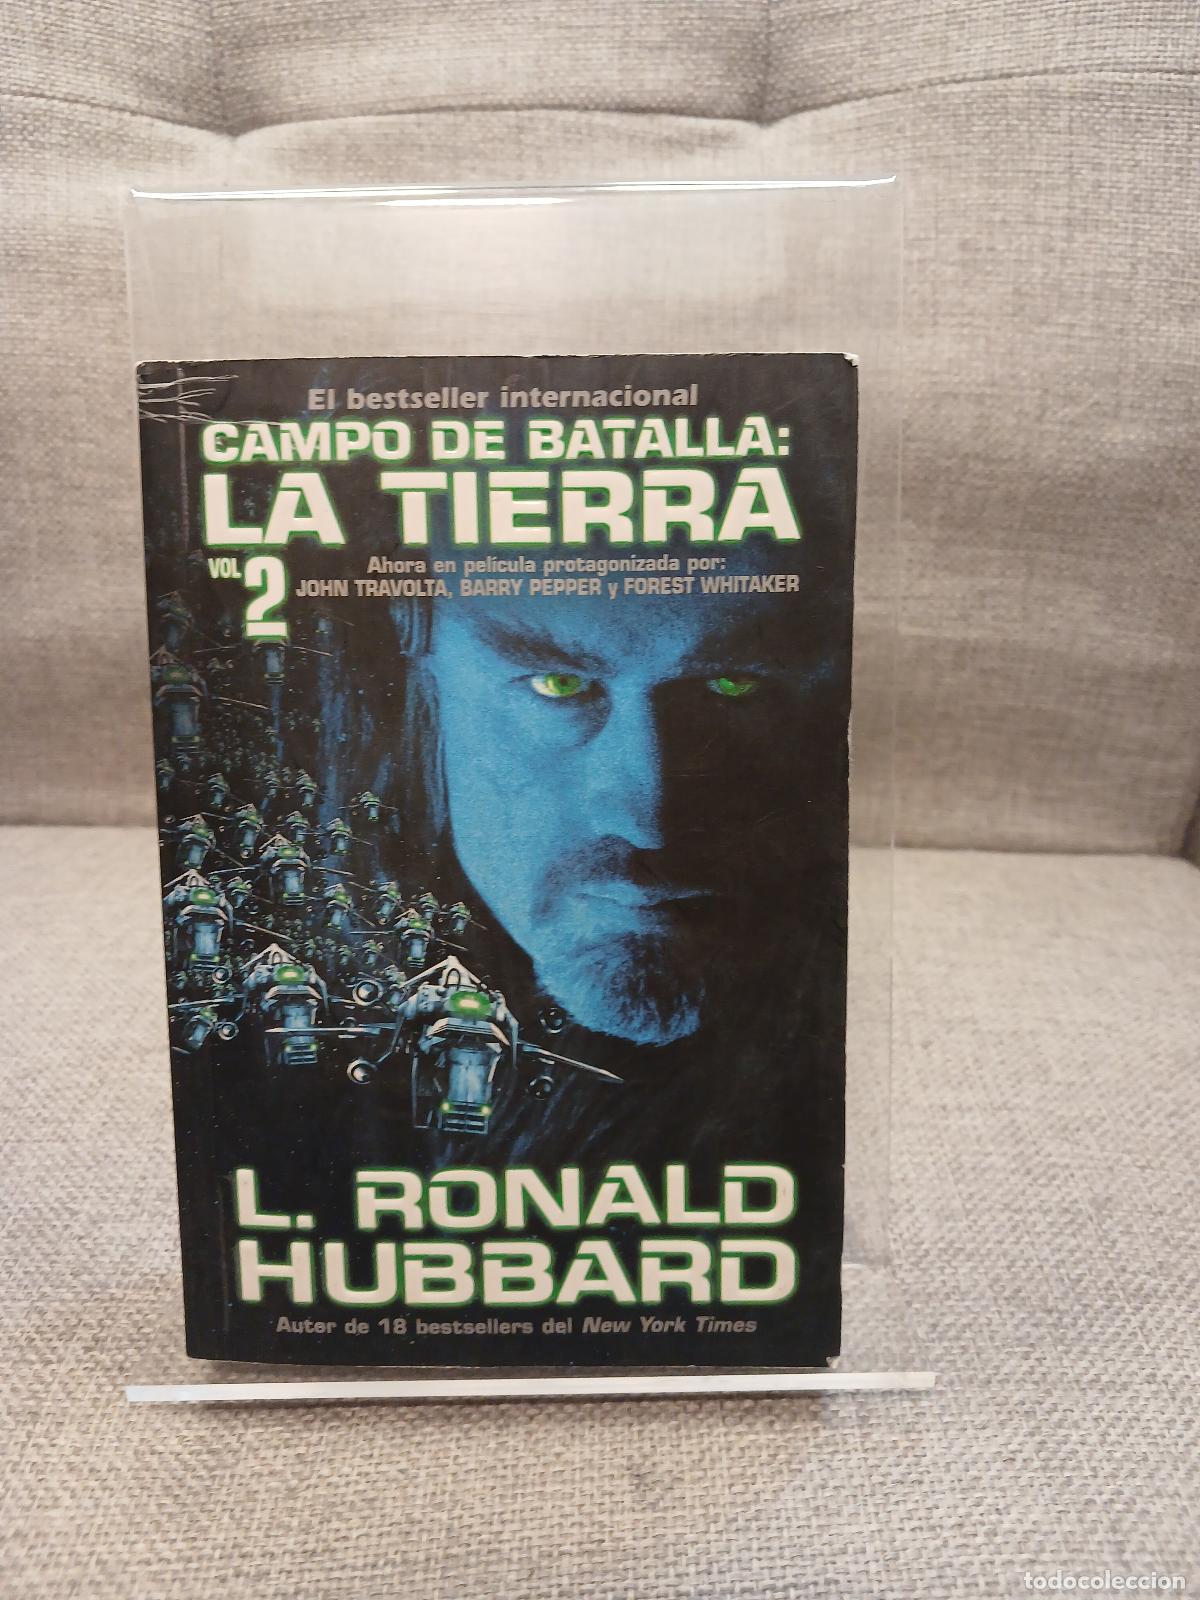 El bestseller internacional
CAMPO DE BATALLA:
LA TIERRA
VOL 2
Ahora en película protagonizada por:
JOHN TRAVOLTA, BARRY PEPPER y FOREST WHITAKER
L. RONALD
HUBBARD
Autor de 18 bestsellers del New York Times
todocoleccion